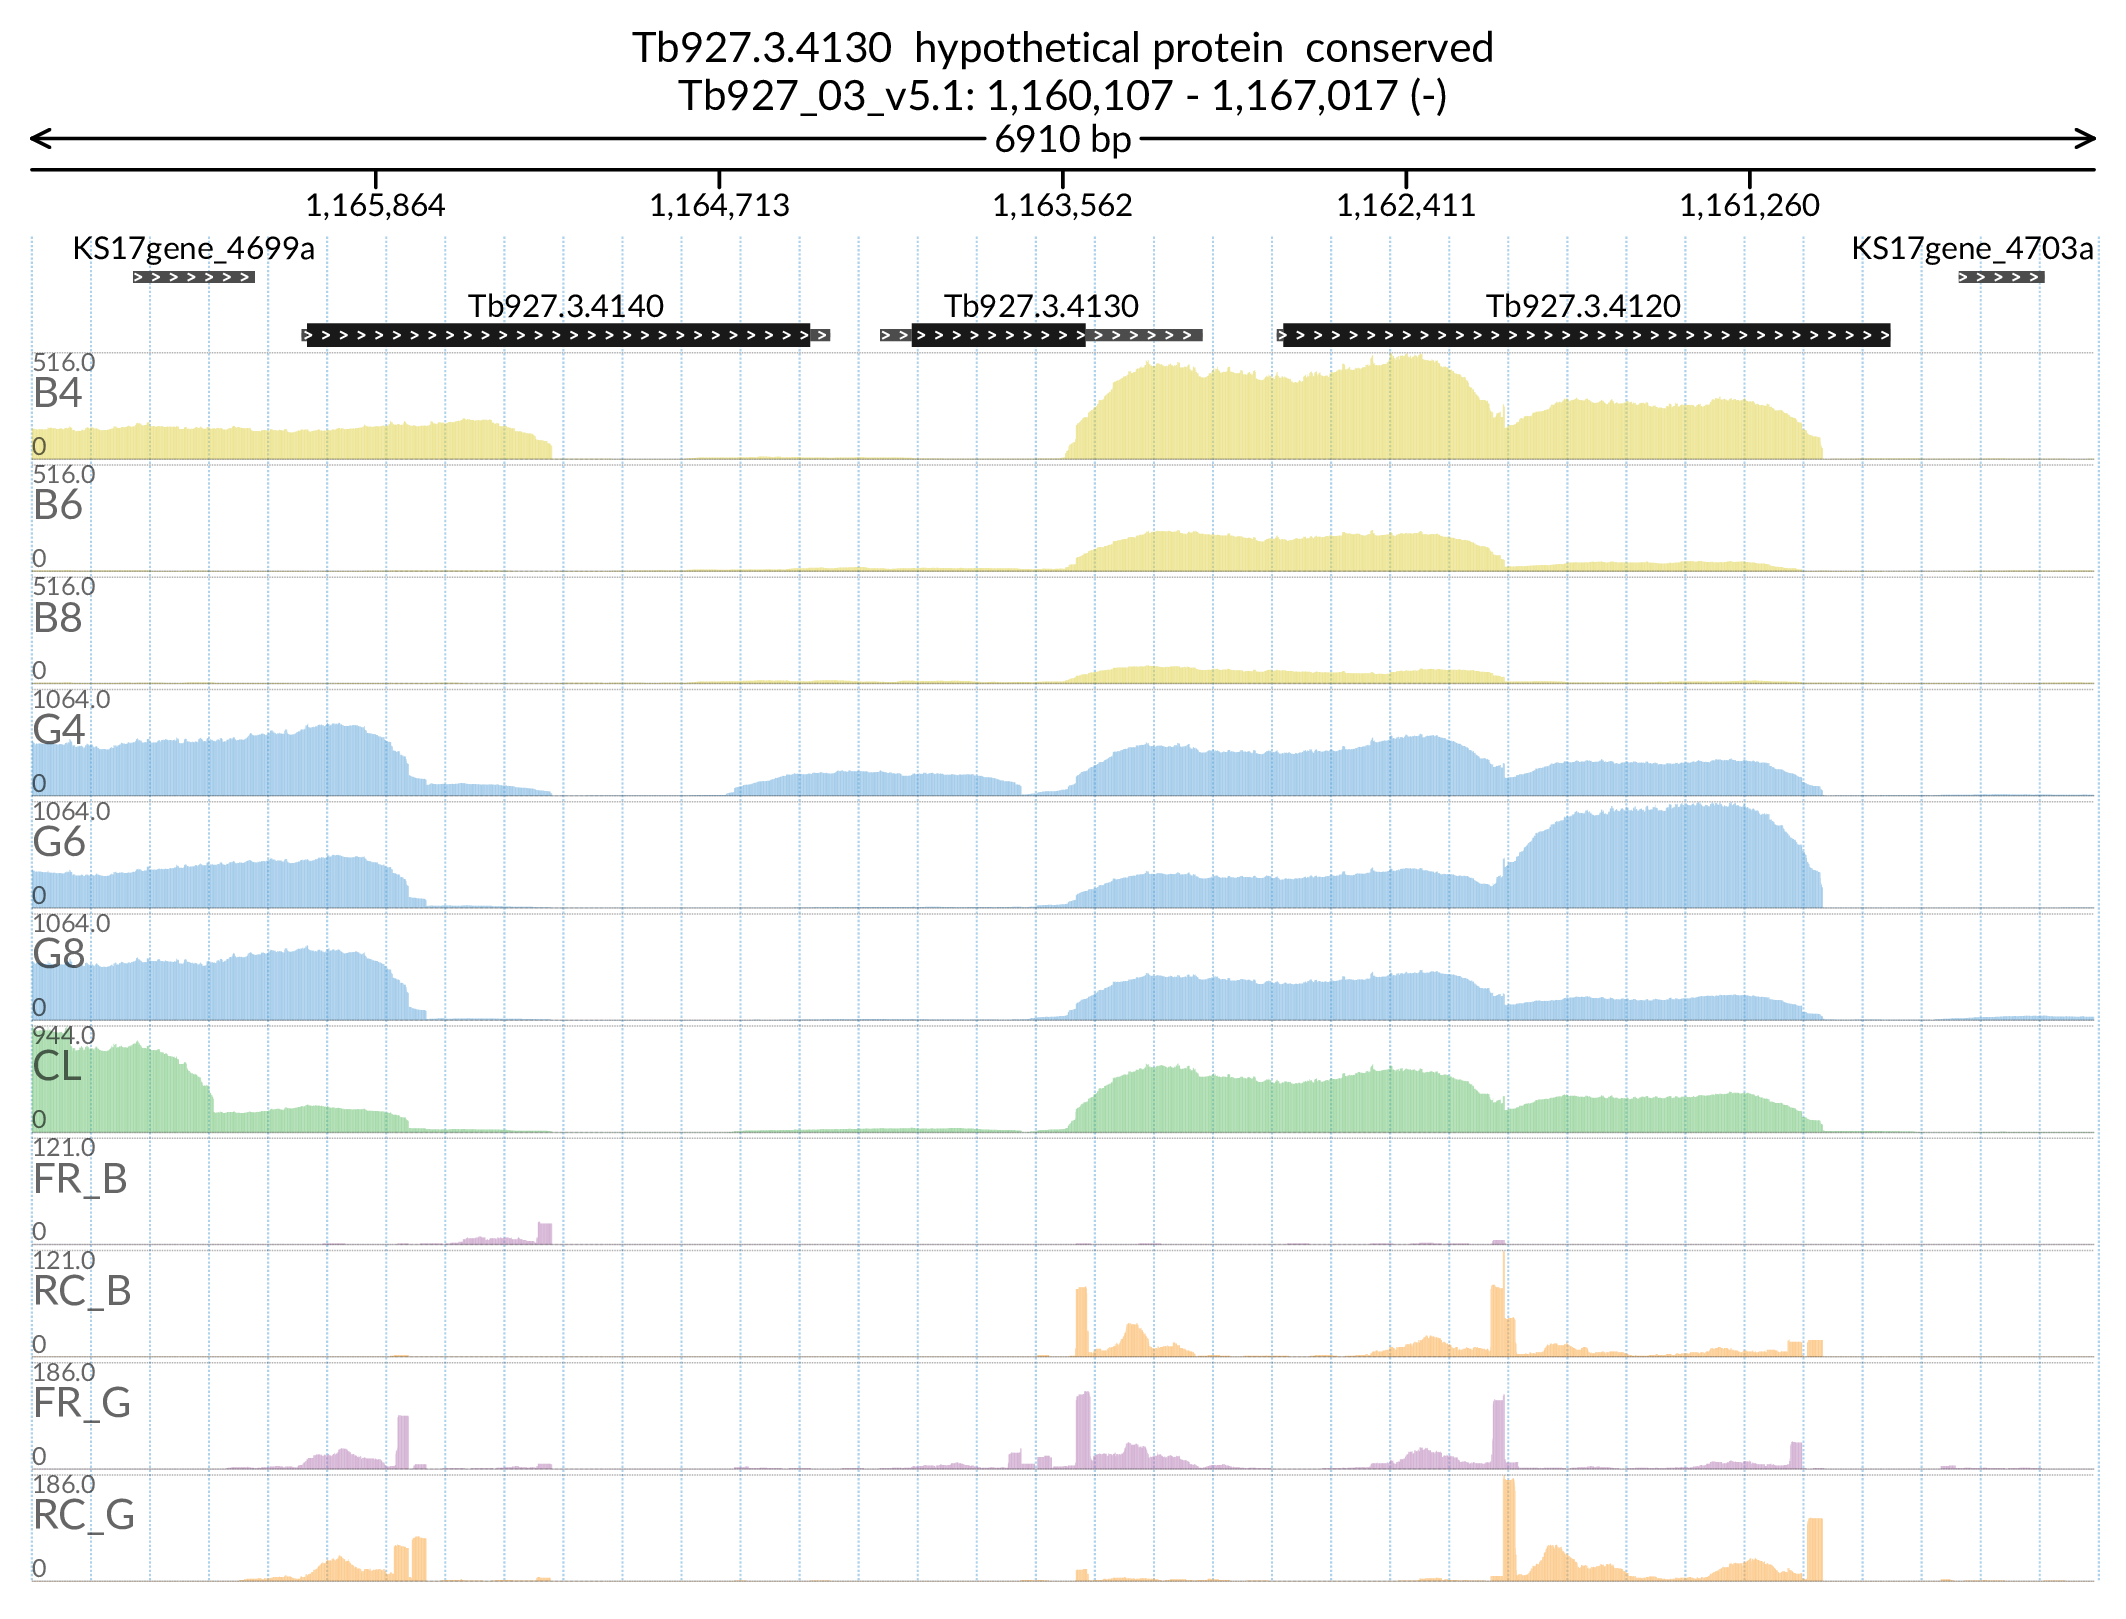 Tb927.3.4130  hypothetical protein  conserved
Tb927_03_v5.1: 1,160,107 - 1,167,017 (-)
6910 bp
1,165,864 1,164,713 1,163,562 1,162,411 1,161,260
KS17gene_4699a KS17gene_4703a
> > > > > > > > > > > >
Tb927.3.4140 Tb927.3.4130 Tb927.3.4120
516.0
B4
0
516.0
B6
0
516.0
B8
0
1064.0
G4
0
1064.0
G6
0
1064.0
G8
0
944.0
CL
0
121.0
FR_B
0
121.0
RC_B
0
186.0
FR_G
0
186.0
RC_G
0